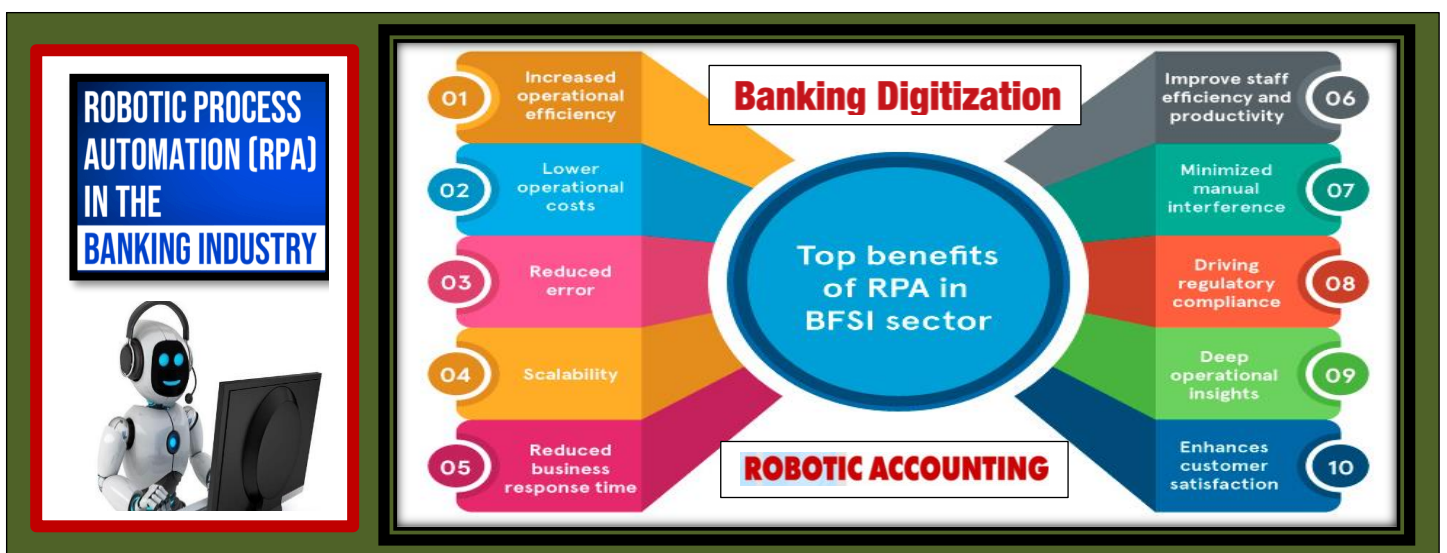 ROBOTIC PROCESS
AUTOMATION (RPA)
IN THE
BANKING INDUSTRY
Banking Digitization
01
Increased
operational
efficiency
02
Lower
operational
costs
03
Reduced
error
04
Scalability
05
Reduced
business
response time
Top benefits
of RPA in
BFSI sector
ROBOTIC ACCOUNTING
Improve staff
efficiency and
productivity
06
Minimized
manual
interference
07
Driving
regulatory
compliance
08
Deep
operational
insights
09
Enhances
customer
satisfaction
10